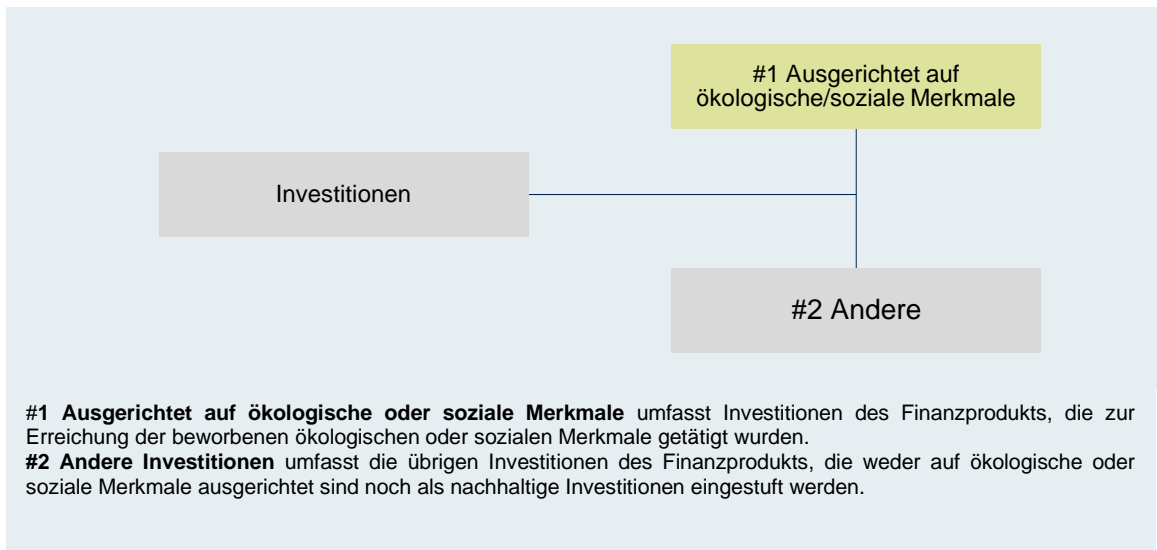 #1 Ausgerichtet auf
ökologische/soziale Merkmale
Investitionen
#2 Andere
#1 Ausgerichtet auf ökologische oder soziale Merkmale umfasst Investitionen des Finanzprodukts, die zur
Erreichung der beworbenen ökologischen oder sozialen Merkmale getätigt wurden.
#2 Andere Investitionen umfasst die übrigen Investitionen des Finanzprodukts, die weder auf ökologische oder
soziale Merkmale ausgerichtet sind noch als nachhaltige Investitionen eingestuft werden.